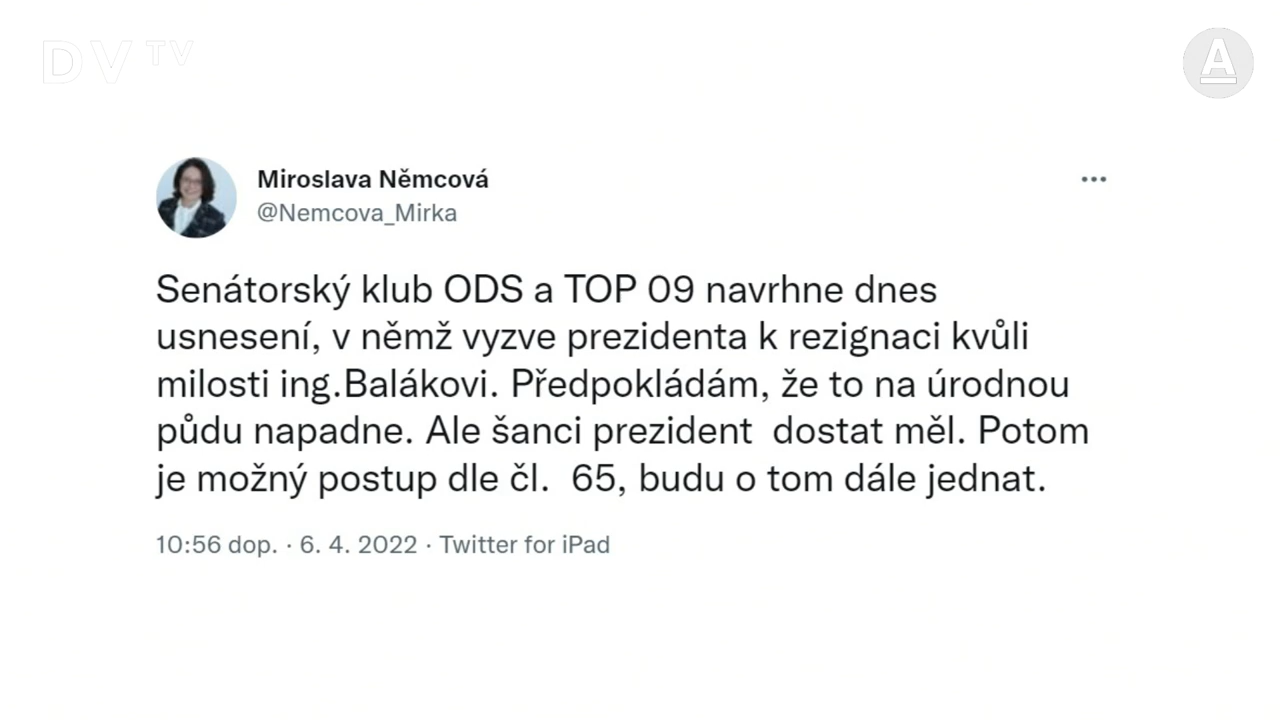 DVTV
A
Miroslava Němcová
@Nemcova_Mirka
Senátorský klub ODS a TOP 09 navrhne dnes
usnesení, v němž vyzve prezidenta k rezignaci kvůli
milosti ing.Balákovi. Předpokládám, že to na úrodnou
půdu napadne. Ale šanci prezident  dostat měl. Potom
je možný postup dle čl.  65, budu o tom dále jednat.
10:56 dop. · 6. 4. 2022 · Twitter for iPad